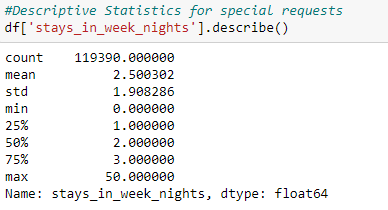 #Descriptive Statistics for special requests
df['stays_in_week_nights'].describe()
count    119390.000000
mean          2.500302
std           1.908286
min           0.000000
25%           1.000000
50%           2.000000
75%           3.000000
max          50.000000
Name: stays_in_week_nights, dtype: float64